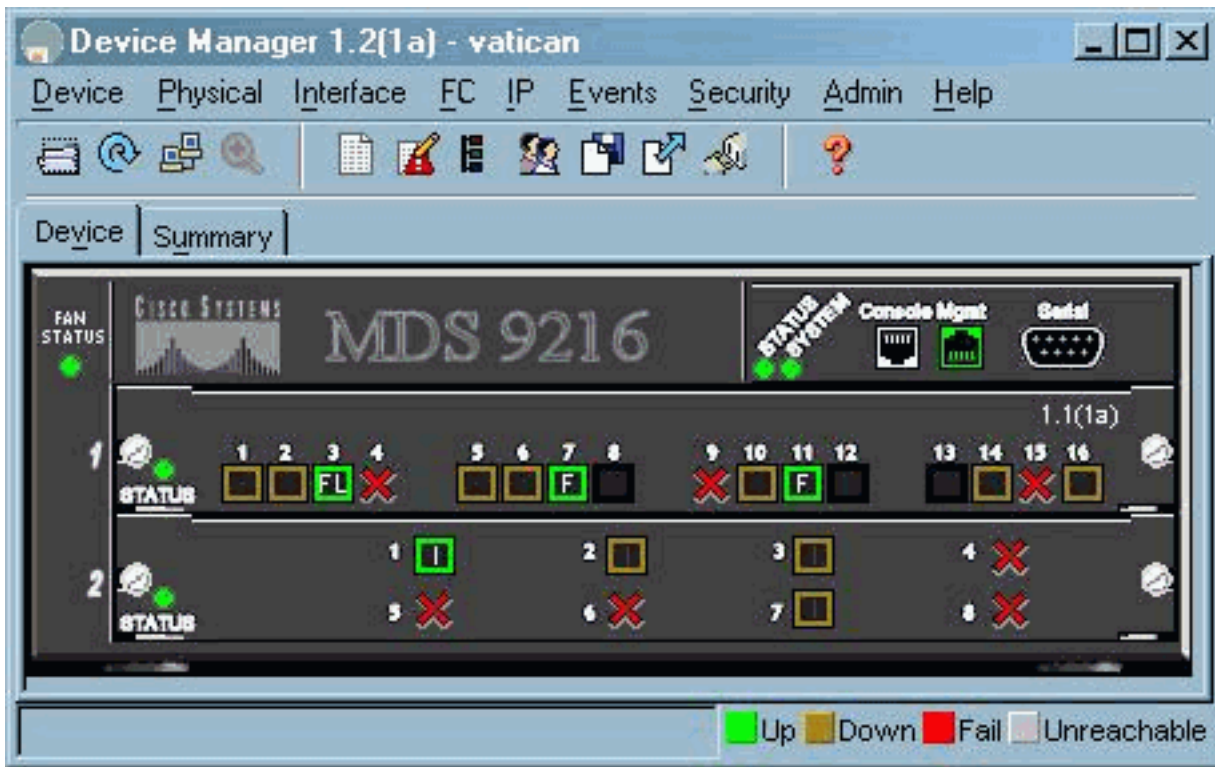 Device Manager 1.2(1a) - vatican
Device Physical Interface FC IP Events Security Admin Help
Device Summary
FAN STATUS
CISCO SYSTEMS
MDS 9216
STATUS
SYSTEM
Console Mgmt Serial
1.1(1a)
1
1 2 3 4 5 6 7 8 9 10 11 12 13 14 15 16
FL F F
STATUS
2
1 2 3 4
5 6 7 8
STATUS
Up Down Fail Unreachable